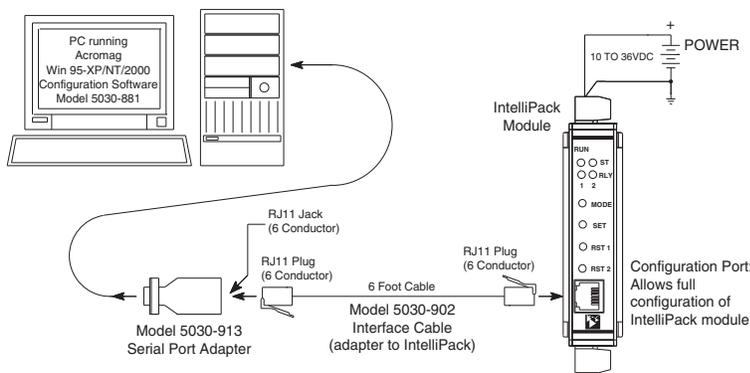 PC running
Acromag
Win 95-XP/NT/2000
Configuration Software
Model 5030-881
+
POWER
10 TO 36VDC
IntelliPack
Module
RUN
ST
RLY
1 2
MODE
SET
RST 1
RST 2
RJ11 Jack
(6 Conductor)
RJ11 Plug
(6 Conductor)
6 Foot Cable
RJ11 Plug
(6 Conductor)
Configuration Port:
Allows full
configuration of
IntelliPack module
Model 5030-913
Serial Port Adapter
Model 5030-902
Interface Cable
(adapter to IntelliPack)